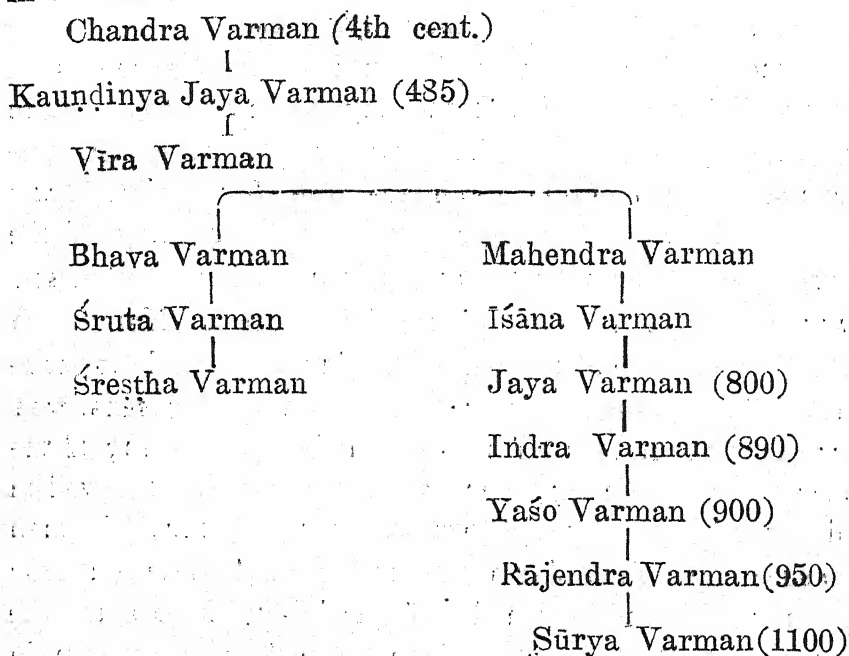 Chandra Varman (4th cent.)
Kauṇḍinya Jaya Varman (485)
Vīra Varman
Bhava Varman Mahendra Varman
Śruta Varman Īśāna Varman
Śreṣṭha Varman Jaya Varman (800)
Indra Varman (890)
Yaśo Varman (900)
Rājendra Varman (950)
Sūrya Varman (1100)